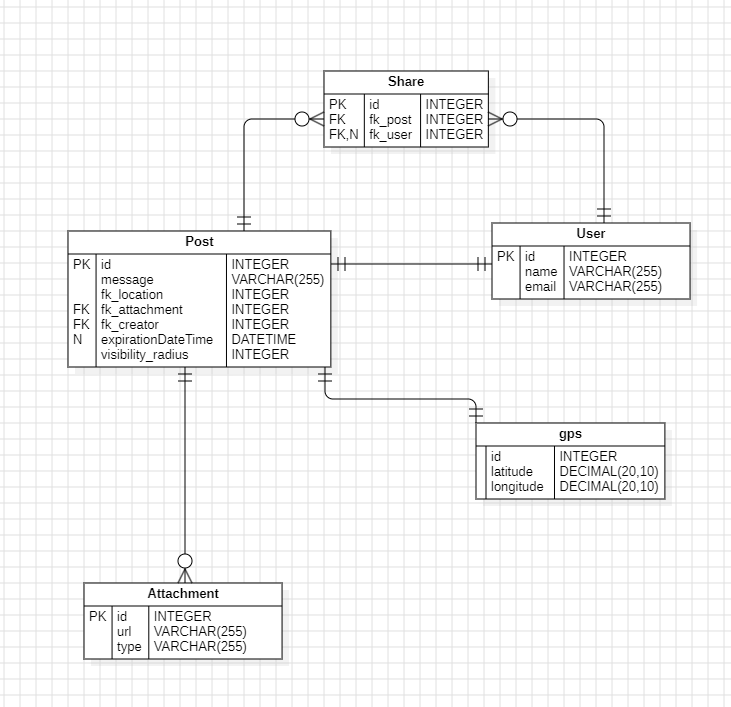 Share
PK id INTEGER
FK fk_post INTEGER
FK,N fk_user INTEGER
Post
PK id INTEGER
message VARCHAR(255)
fk_location INTEGER
FK fk_attachment INTEGER
FK fk_creator INTEGER
N expirationDateTime DATETIME
visibility_radius INTEGER
User
PK id INTEGER
name VARCHAR(255)
email VARCHAR(255)
gps
id INTEGER
latitude DECIMAL(20,10)
longitude DECIMAL(20,10)
Attachment
PK id INTEGER
url VARCHAR(255)
type VARCHAR(255)